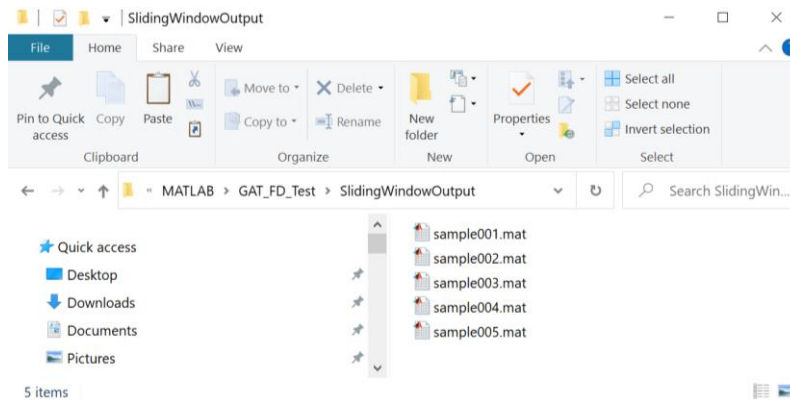 SlidingWindowOutput
File Home Share View
Pin to Quick access
Copy
Paste
Move to
Copy to
Delete
Rename
New folder
Properties
Select all
Select none
Invert selection
Clipboard Organize New Open Select
« MATLAB > GAT_FD_Test > SlidingWindowOutput
Search SlidingWin...
Quick access
Desktop
Downloads
Documents
Pictures
sample001.mat
sample002.mat
sample003.mat
sample004.mat
sample005.mat
5 items